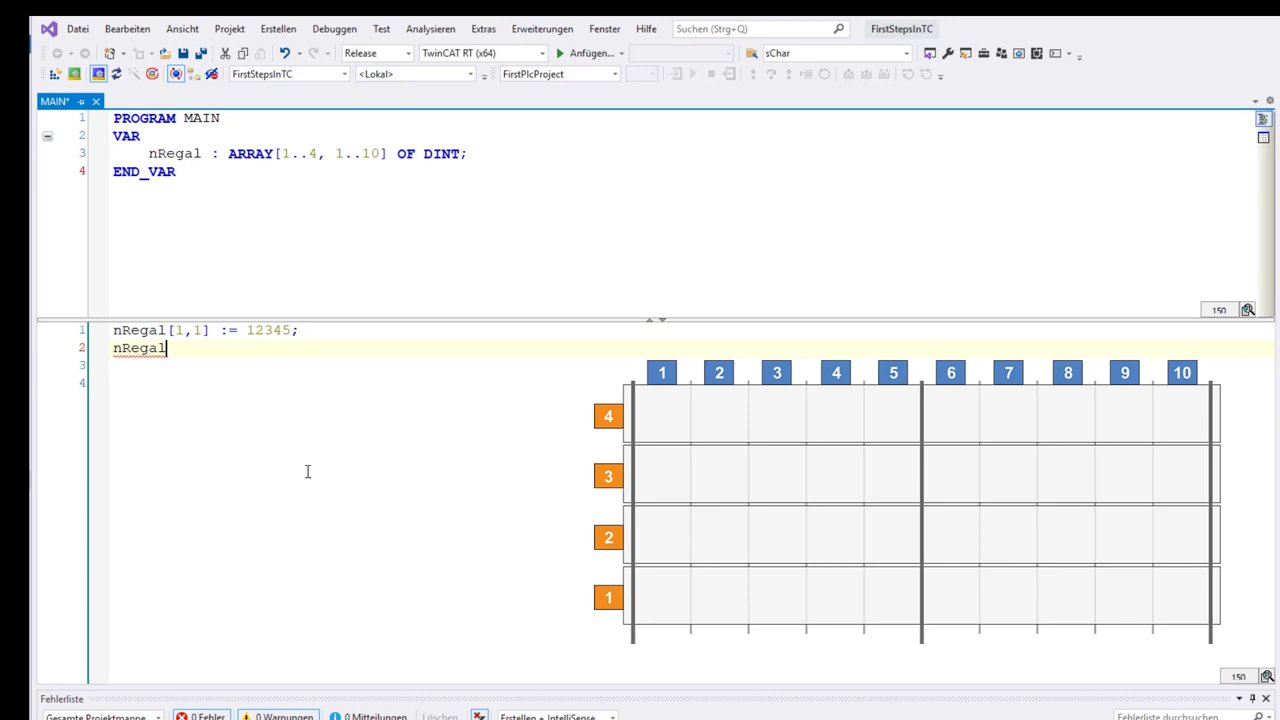 Datei Bearbeiten Ansicht Projekt Erstellen Debuggen Test Analysieren Extras Erweiterungen Fenster Hilfe Suchen (Strg+Q) FirstStepsInTC
Release TwinCAT RT (x64) Anfügen... sChar
FirstStepsInTC <Lokal> FirstPlcProject
MAIN*
1 PROGRAM MAIN
2 VAR
3 nRegal : ARRAY[1..4, 1..10] OF DINT;
4 END_VAR
150
1 nRegal[1,1] := 12345;
2 nRegal
3
4
1 2 3 4 5 6 7 8 9 10
4
3
2
1
150
Fehlerliste
Gesamte Projektmappe 0 Fehler 0 Warnungen 0 Mitteilungen Löschen Erstellen + IntelliSense Fehlerliste durchsuchen